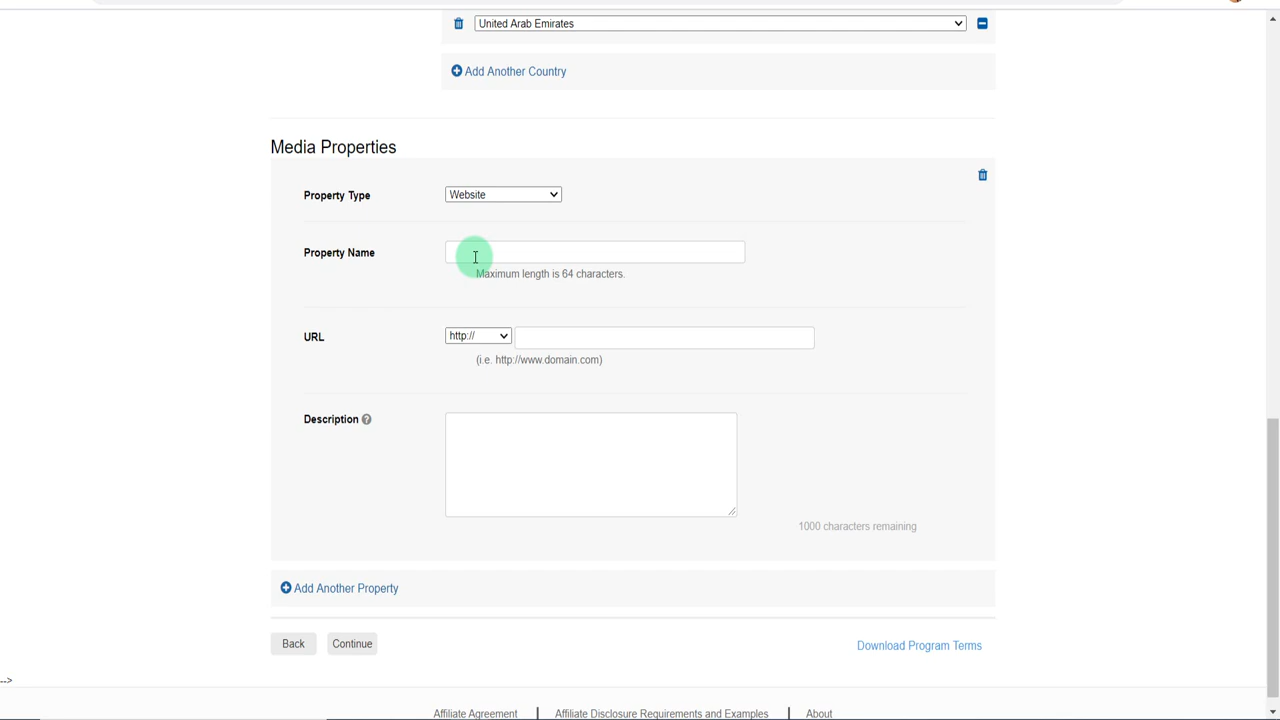 United Arab Emirates
Add Another Country
Media Properties
Property Type
Website
Property Name
Maximum length is 64 characters.
URL
http://
(i.e. http://www.domain.com)
Description ?
1000 characters remaining
Add Another Property
Back
Continue
Download Program Terms
-->
Affiliate Agreement | Affiliate Disclosure Requirements and Examples | About